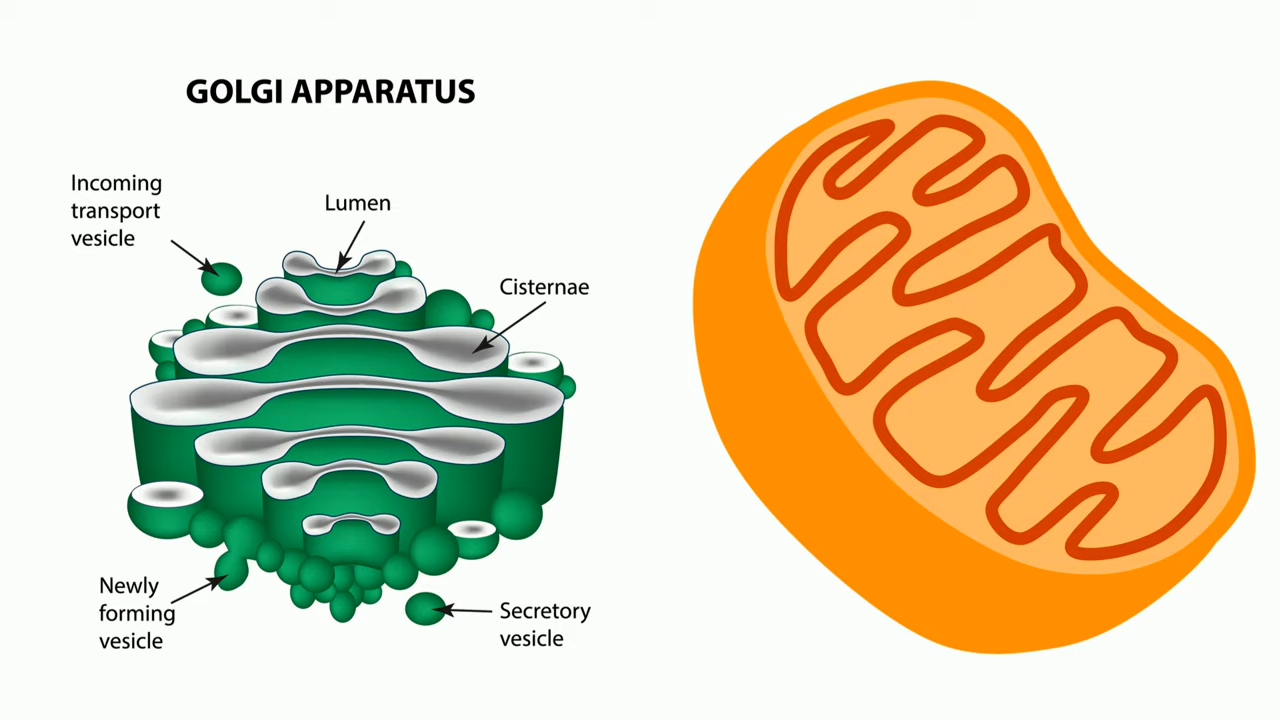 GOLGI APPARATUS
Incoming
transport
vesicle
Lumen
Cisternae
Newly
forming
vesicle
Secretory
vesicle